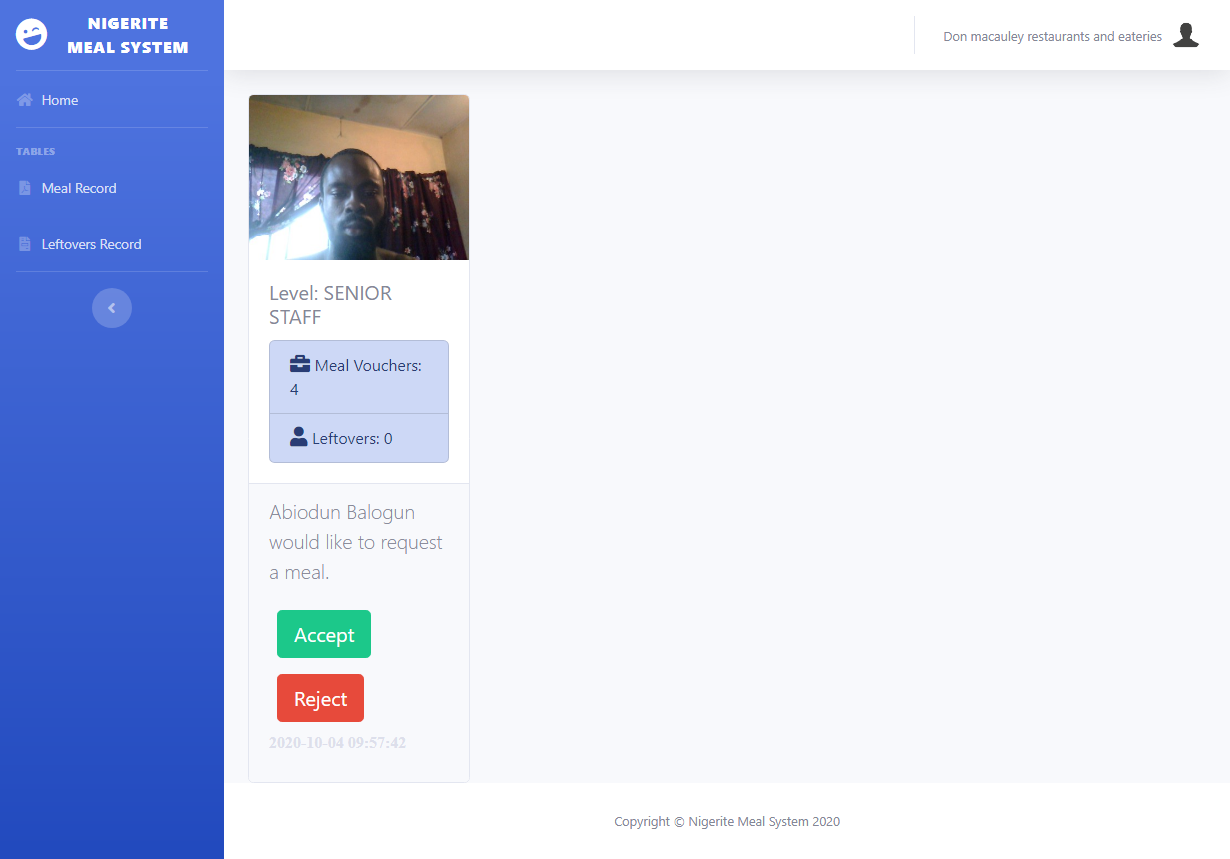 NIGERITE
MEAL SYSTEM
Don macauley restaurants and eateries
Home
TABLES
Meal Record
Leftovers Record
Level: SENIOR
STAFF
Meal Vouchers:
4
Leftovers: 0
Abiodun Balogun
would like to request
a meal.
Accept
Reject
2020-10-04 09:57:42
Copyright © Nigerite Meal System 2020